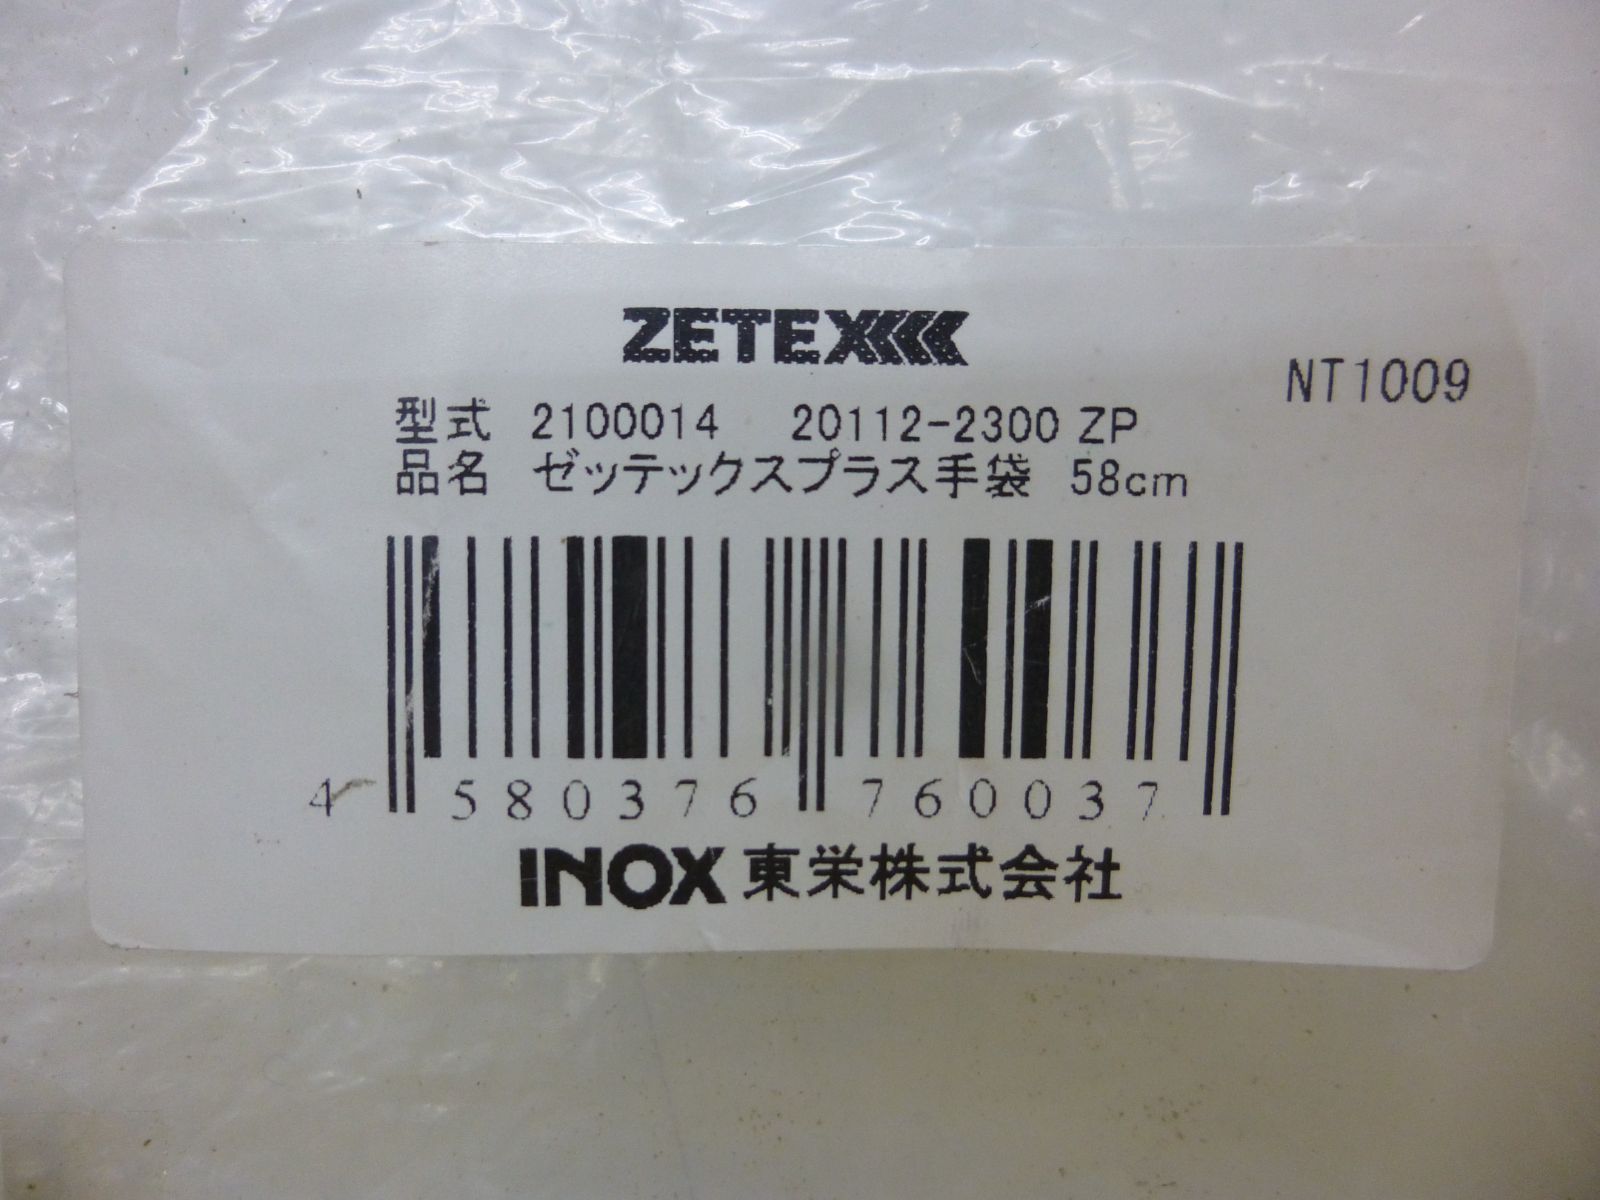 ZETEX
NT1009
型式 2100014 20112-2300 ZP
品名 ゼッテックスプラス手袋 58cm
4 580376 760037
INOX 東栄株式会社